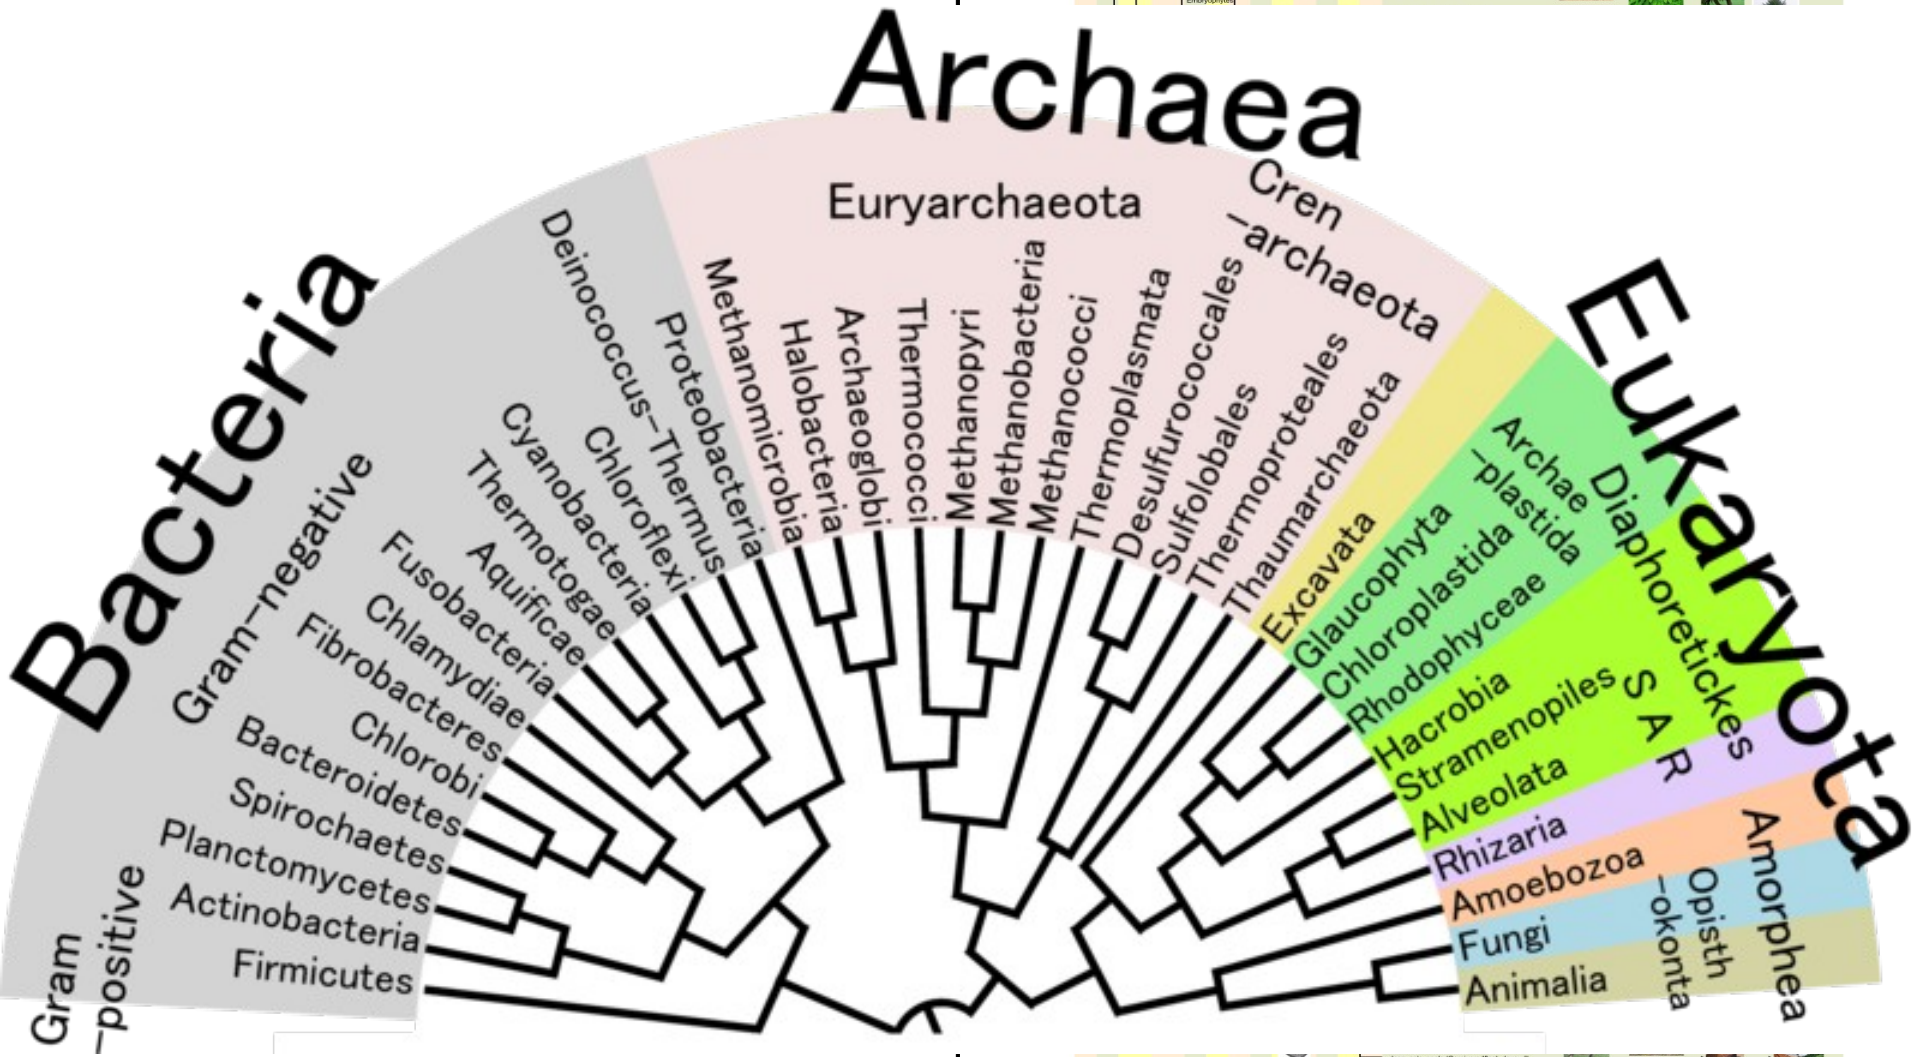 Embryophytes
Archaea
Bacteria
Eukaryota
Euryarchaeota
Cren
-archaeota
Gram-negative
Gram
-positive
Firmicutes
Actinobacteria
Planctomycetes
Spirochaetes
Bacteroidetes
Chlorobi
Fibrobacteres
Chlamydiae
Fusobacteria
Aquificae
Thermotogae
Cyanobacteria
Chloroflexi
Deinococcus-Thermus
Proteobacteria
Methanomicrobia
Halobacteria
Archaeoglobi
Thermococci
Methanopyri
Methanobacteria
Methanococci
Thermoplasmata
Desulfurococcales
Sulfolobales
Thermoproteales
Thaumarchaeota
Excavata
Glaucophyta
Chloroplastida
Rhodophyceae
Archae
-plastida
Diaphoretickes
Hacrobia
Stramenopiles
Alveolata
Rhizaria
S A R
Amoebozoa
Fungi
Animalia
Opisth
-okonta
Amorphea